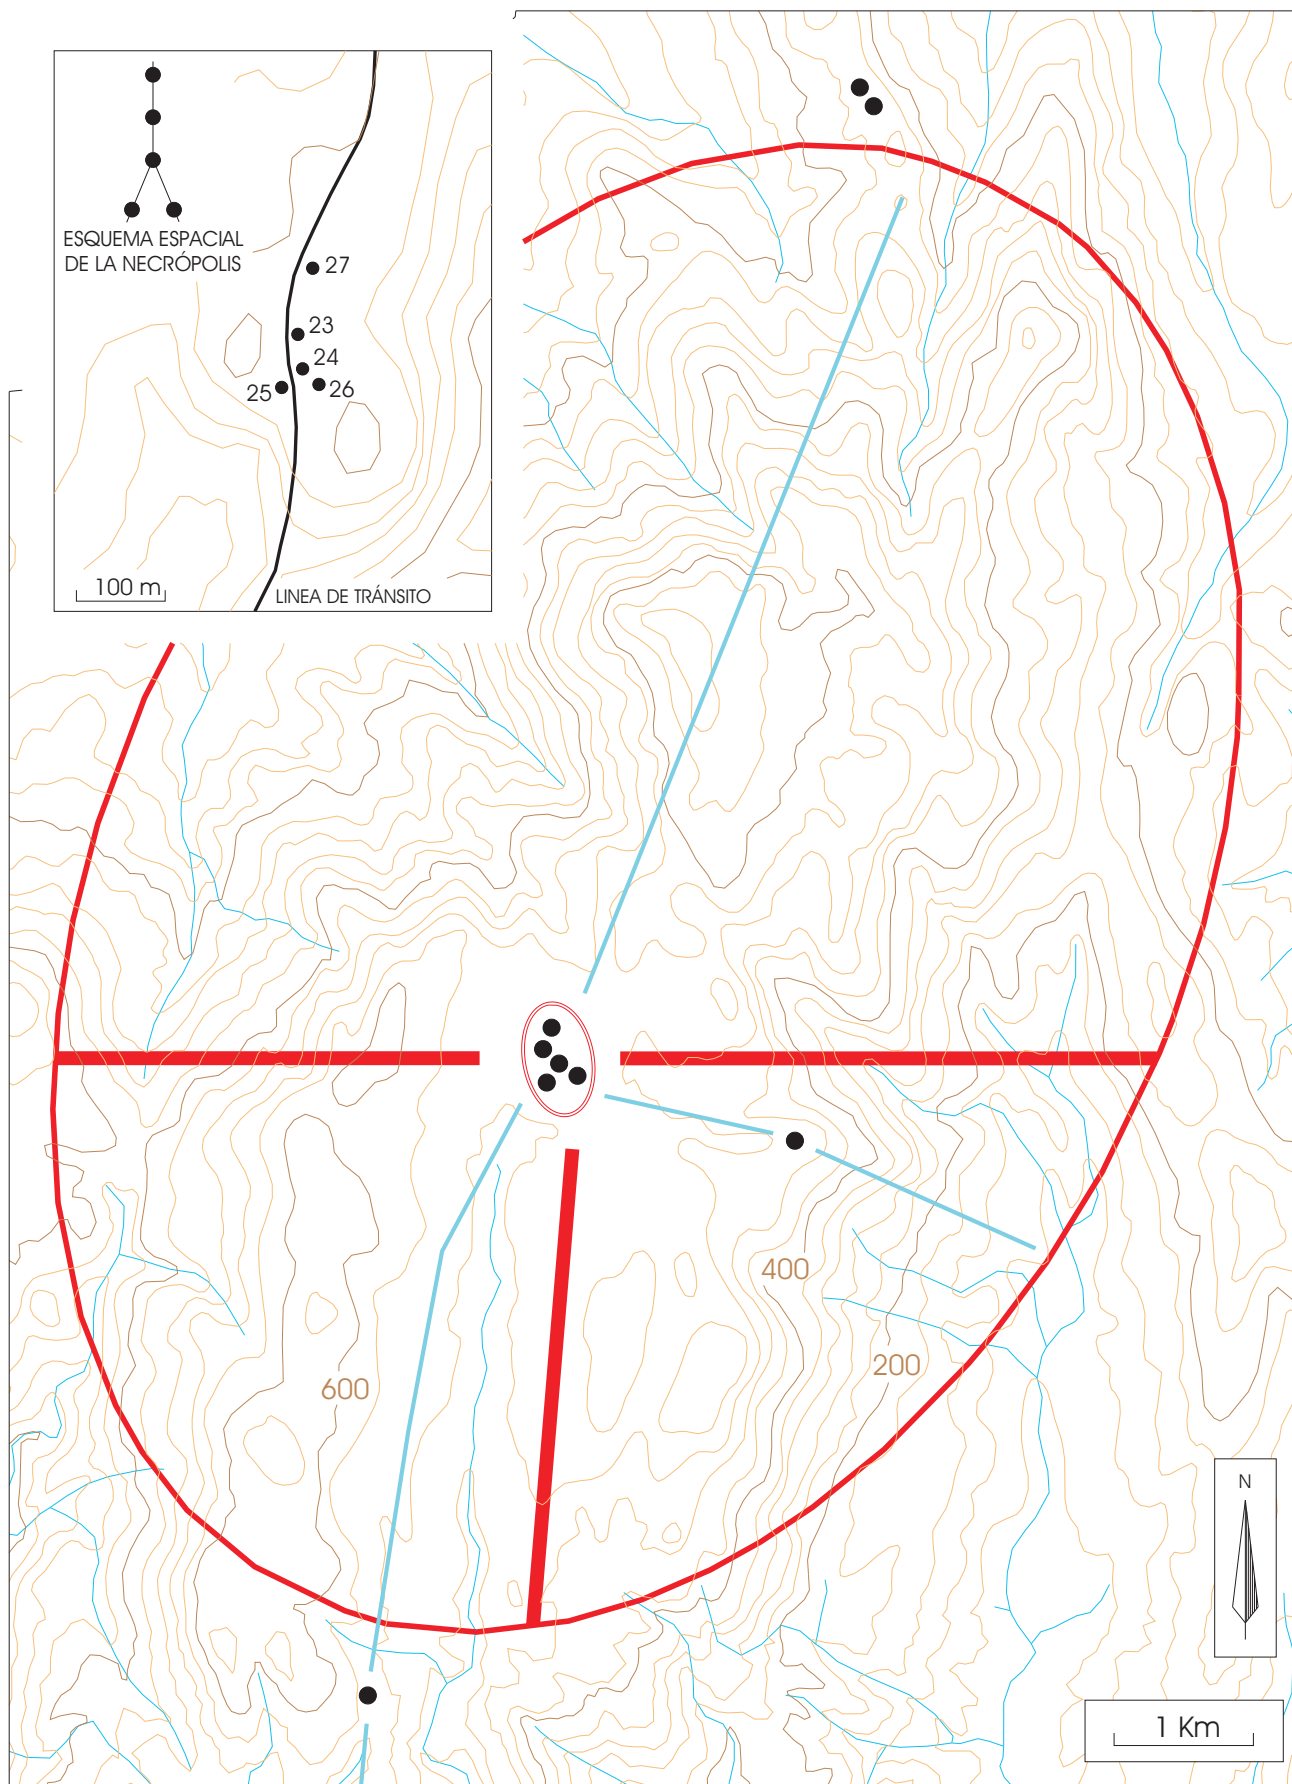 ESQUEMA ESPACIAL
DE LA NECRÓPOLIS
27
23
24
25
26
100 m
LINEA DE TRÁNSITO
400
200
600
N
1 Km